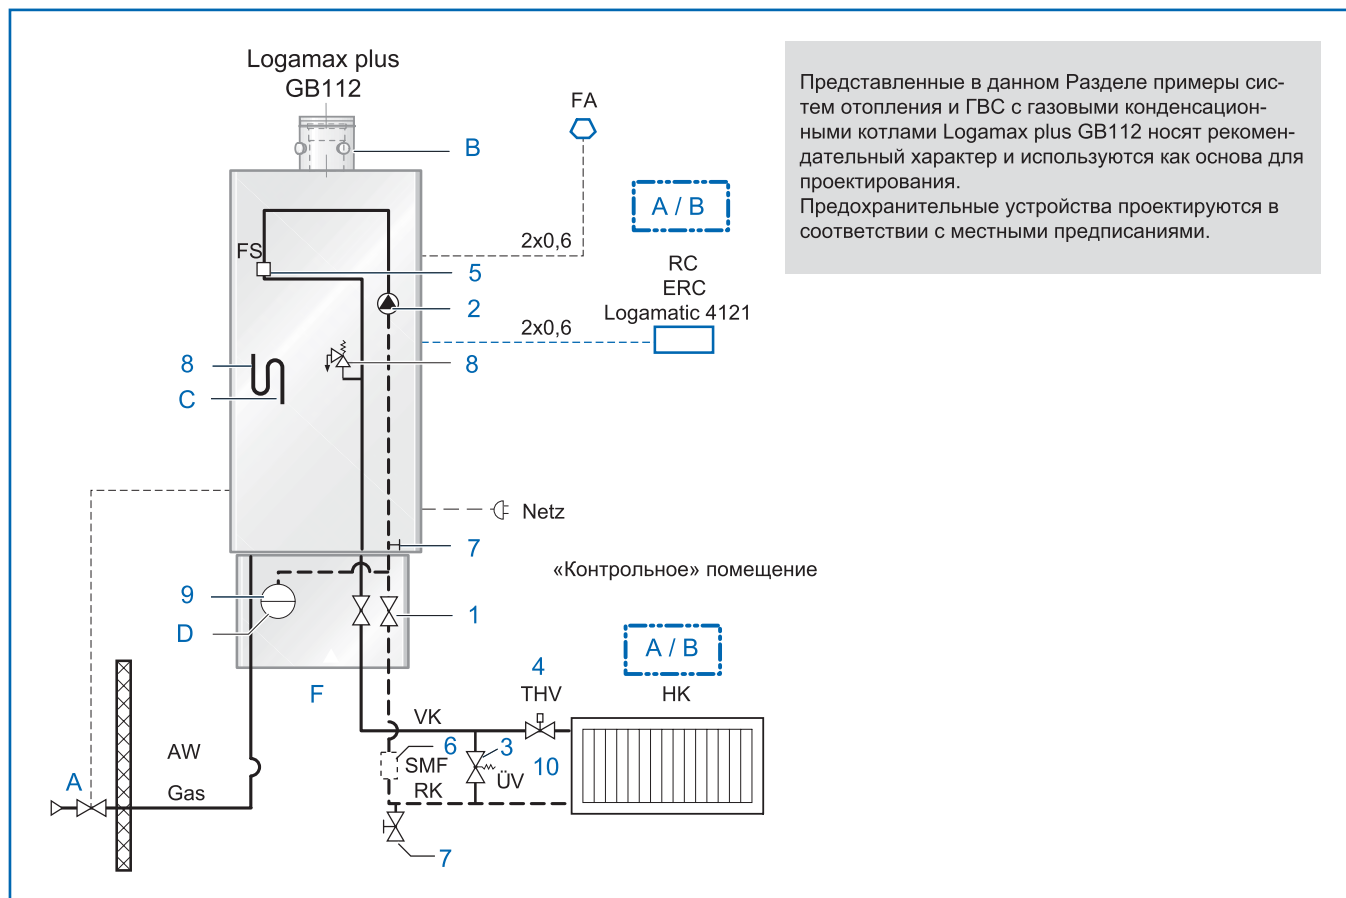 Logamax plus
GB112
Представленные в данном Разделе примеры сис-
тем отопления и ГВС с газовыми конденсацион-
ными котлами Logamax plus GB112 носят рекомен-
дательный характер и используются как основа для
проектирования.
Предохранительные устройства проектируются в
соответствии с местными предписаниями.
FA
B
A / B
2x0,6
FS
5
RC
ERC
Logamatic 4121
2
2x0,6
8
8
C
Netz
7
«Контрольное» помещение
9
D
1
A / B
F
4
THV
HK
VK
6
3
AW
SMF
10
A
ÜV
Gas
RK
7